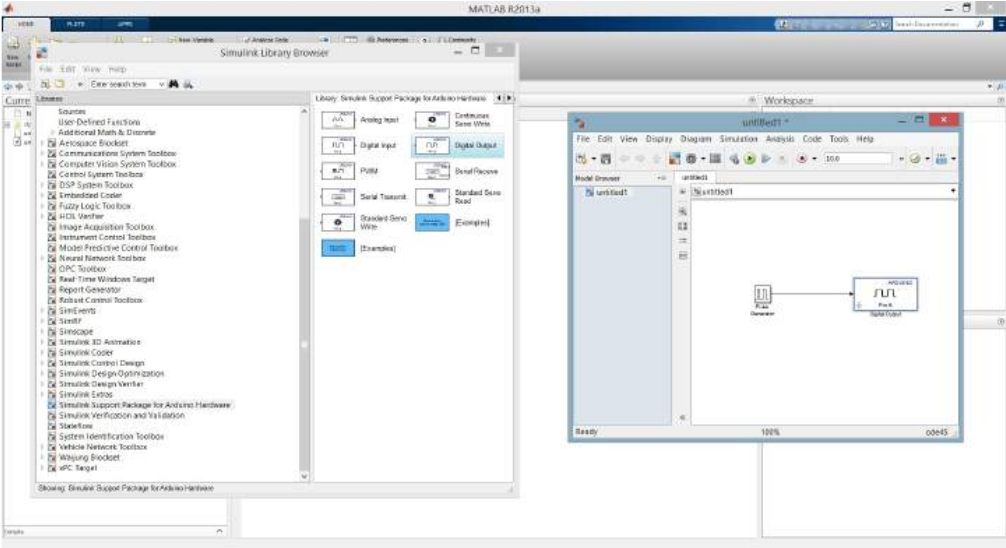 MATLAB R2013a
HOME
PLOTS
APPS
Search Documentation
New Variable
Analyze Code
Preferences
Community
New
Script
Simulink Library Browser
File Edit View Help
Enter search term
Libraries
Library: Simulink Support Package for Arduino Hardware
Sources
User-Defined Functions
Additional Math & Discrete
Aerospace Blockset
Communications System Toolbox
Computer Vision System Toolbox
Control System Toolbox
DSP System Toolbox
Embedded Coder
Fuzzy Logic Toolbox
HDL Verifier
Image Acquisition Toolbox
Instrument Control Toolbox
Model Predictive Control Toolbox
Neural Network Toolbox
OPC Toolbox
Real-Time Windows Target
Report Generator
Robust Control Toolbox
SimEvents
SimRF
Simscape
Simulink 3D Animation
Simulink Coder
Simulink Control Design
Simulink Design Optimization
Simulink Design Verifier
Simulink Extras
Simulink Support Package for Arduino Hardware
Simulink Verification and Validation
Stateflow
System Identification Toolbox
Vehicle Network Toolbox
Waijung Blockset
xPC Target
Showing: Simulink Support Package for Arduino Hardware
Analog Input
Continuous
Servo Write
Digital Input
Digital Output
PWM
Serial Receive
Serial Transmit
Standard Servo
Read
Standard Servo
Write
[Examples]
[Examples]
Curre
Workspace
untitled1 *
File Edit View Display Diagram Simulation Analysis Code Tools Help
10.0
Model Browser
untitled1
untitled1
untitled1
Pulse
Generator
ARDUINO
Digital Output
Ready
100%
ode45
Details